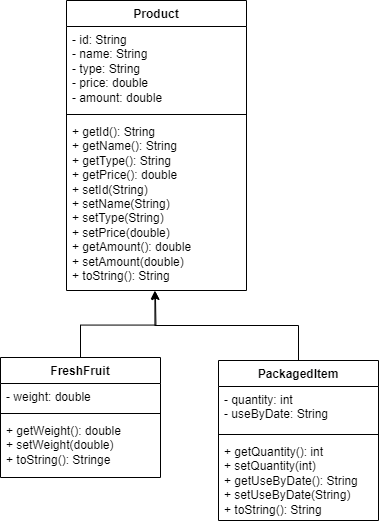 Product
- id: String
- name: String
- type: String
- price: double
- amount: double
+ getId(): String
+ getName(): String
+ getType(): String
+ getPrice(): double
+ setId(String)
+ setName(String)
+ setType(String)
+ setPrice(double)
+ getAmount(): double
+ setAmount(double)
+ toString(): String
FreshFruit
- weight: double
+ getWeight(): double
+ setWeight(double)
+ toString(): Stringe
PackagedItem
- quantity: int
- useByDate: String
+ getQuantity(): int
+ setQuantity(int)
+ getUseByDate(): String
+ setUseByDate(String)
+ toString(): String